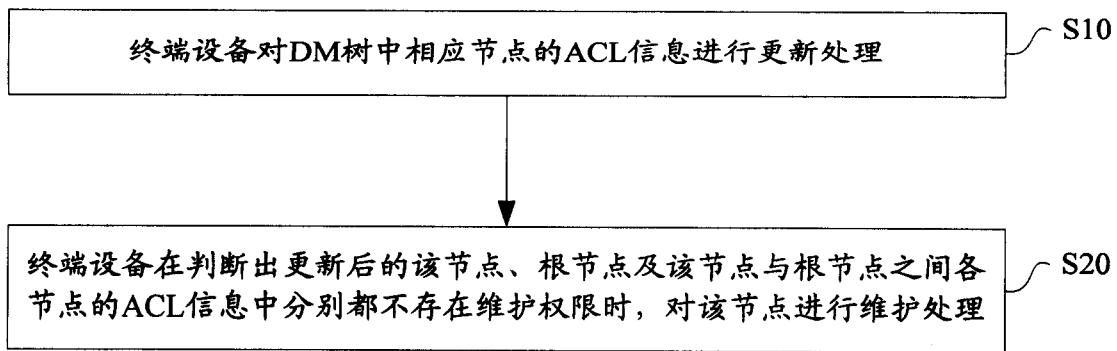 终端设备对DM树中相应节点的ACL信息进行更新处理
S10
终端设备在判断出更新后的该节点、根节点及该节点与根节点之间各
节点的ACL信息中分别都不存在维护权限时，对该节点进行维护处理
S20